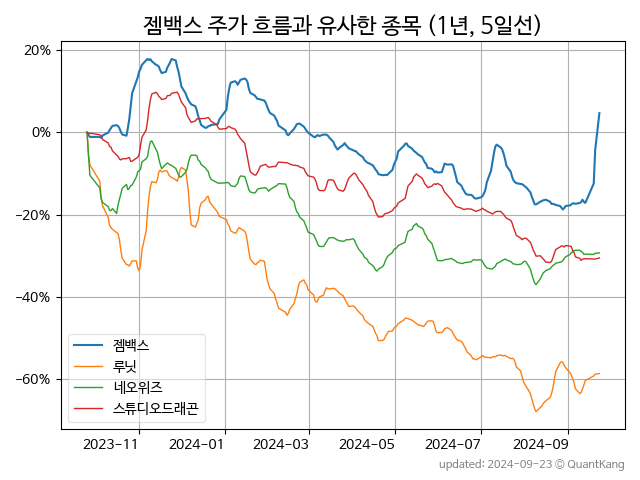 젬백스 주가 흐름과 유사한 종목 (1년, 5일선)
20%
0%
−20%
−40%
−60%
젬백스
루닛
네오위즈
스튜디오드래곤
2023-11 2024-01 2024-03 2024-05 2024-07 2024-09
updated: 2024-09-23 © QuantKang